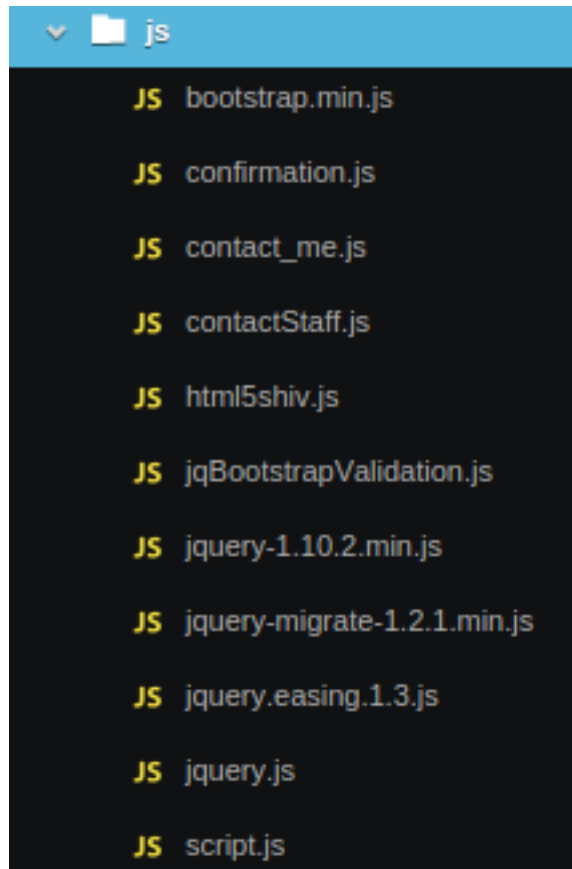 js
JS bootstrap.min.js
JS confirmation.js
JS contact_me.js
JS contactStaff.js
JS html5shiv.js
JS jqBootstrapValidation.js
JS jquery-1.10.2.min.js
JS jquery-migrate-1.2.1.min.js
JS jquery.easing.1.3.js
JS jquery.js
JS script.js